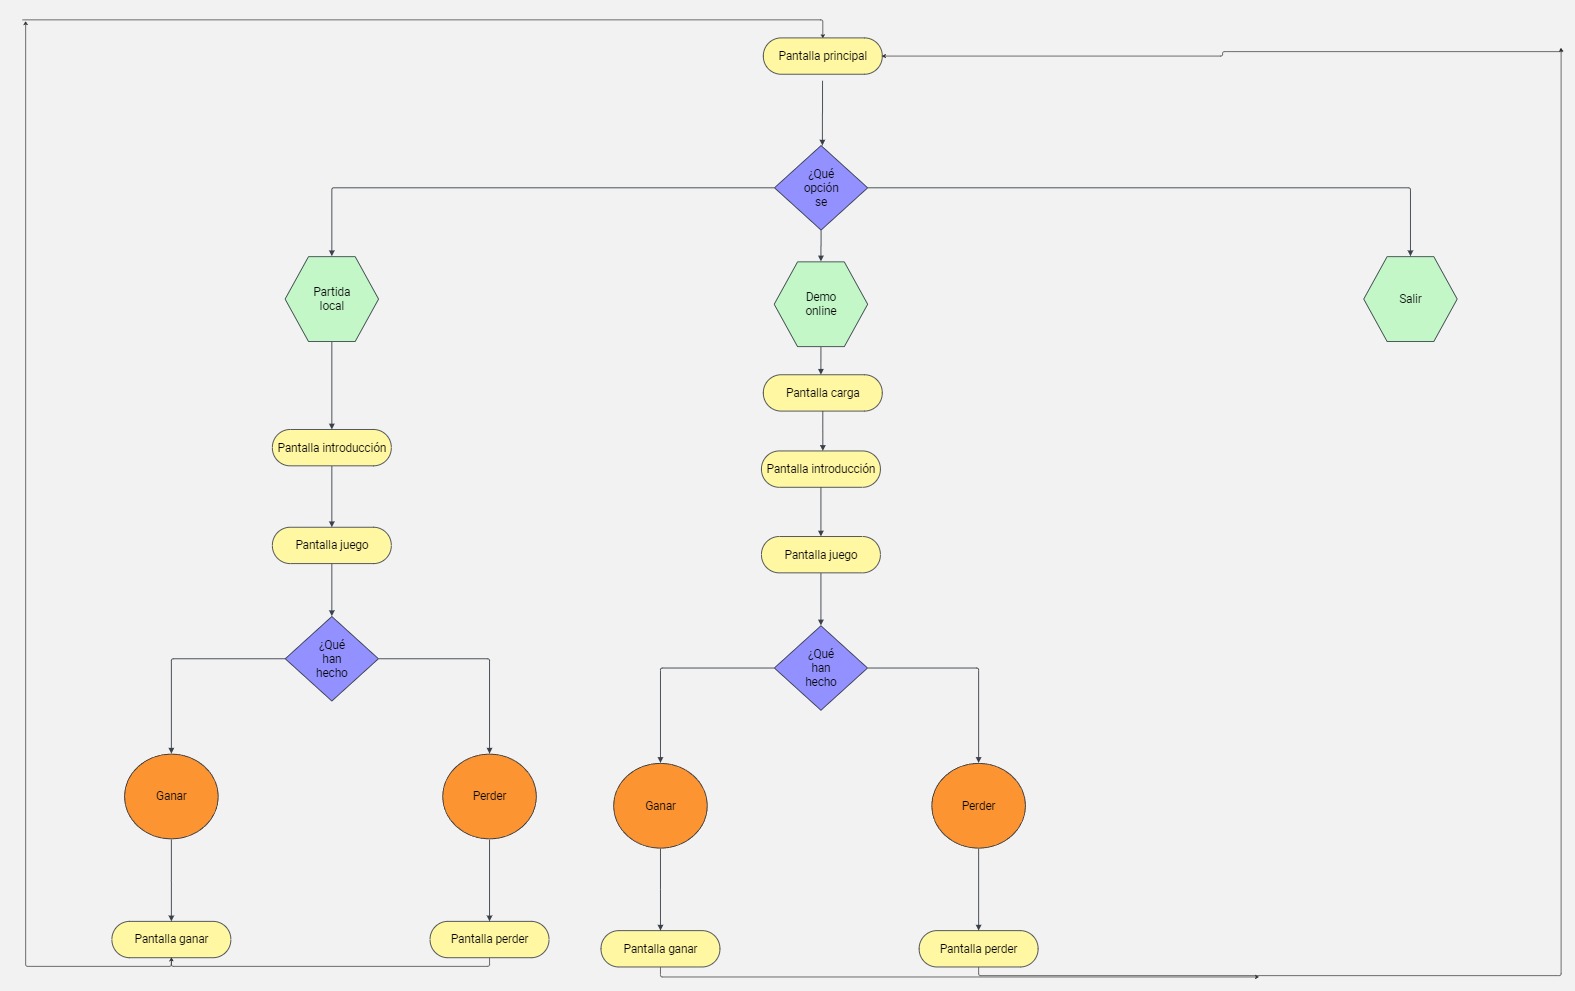 Pantalla principal
¿Qué
opción
se
Partida
local
Demo
online
Salir
Pantalla carga
Pantalla introducción
Pantalla introducción
Pantalla juego
Pantalla juego
¿Qué
han
hecho
¿Qué
han
hecho
Ganar
Perder
Ganar
Perder
Pantalla ganar
Pantalla perder
Pantalla ganar
Pantalla perder